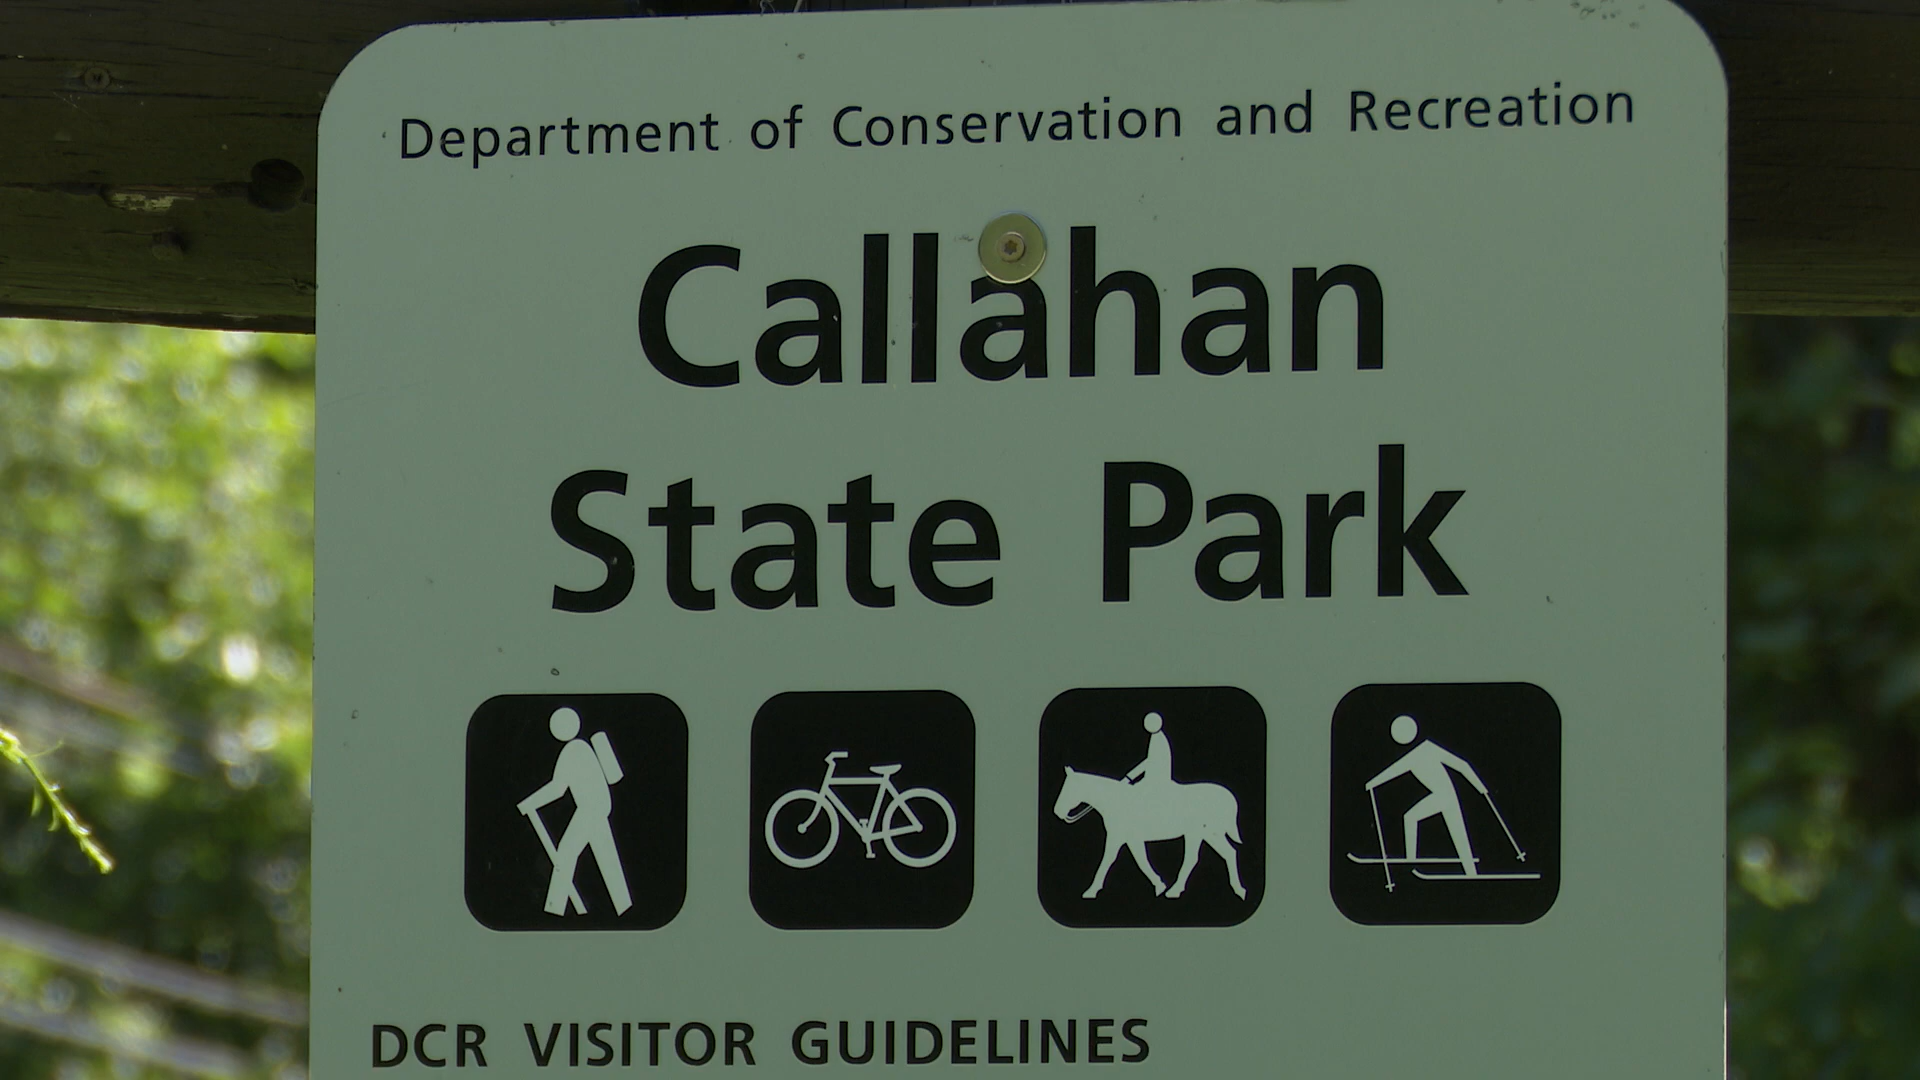 Department of Conservation and Recreation
Callahan
State Park
DCR VISITOR GUIDELINES